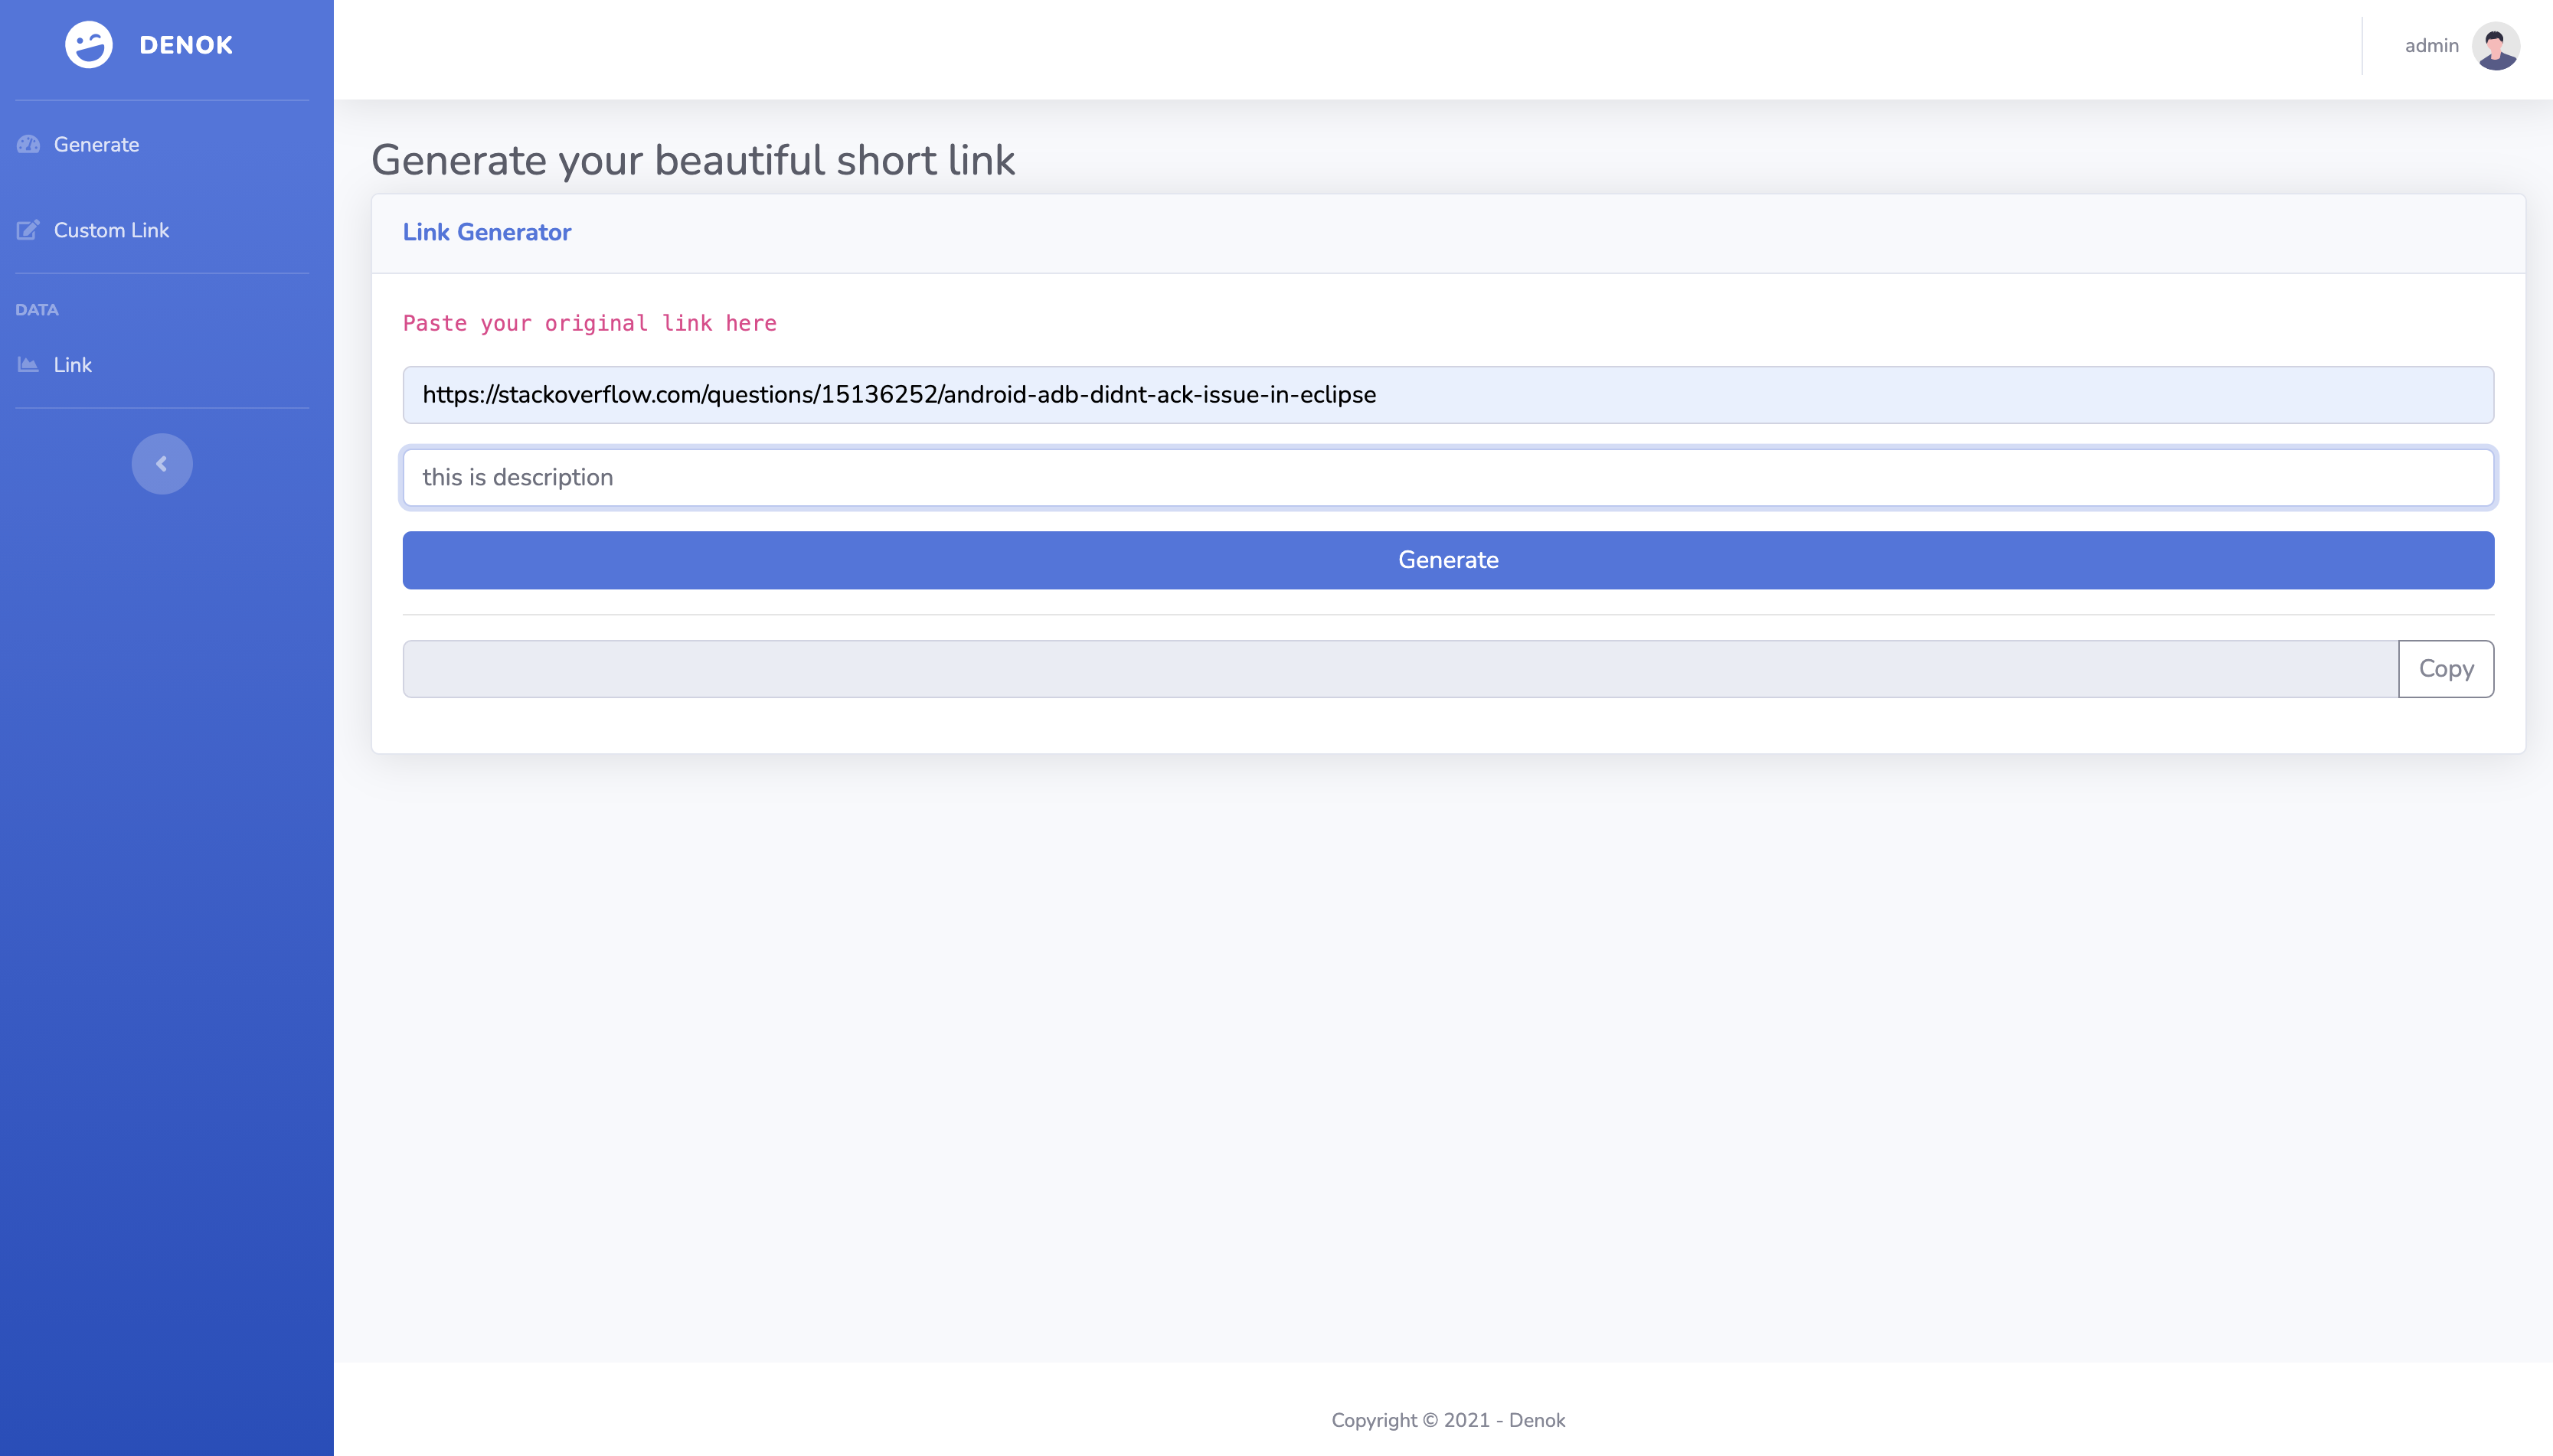 DENOK
admin
Generate
Custom Link
DATA
Link
Generate your beautiful short link
Link Generator
Paste your original link here
https://stackoverflow.com/questions/15136252/android-adb-didnt-ack-issue-in-eclipse
this is description
Generate
Copy
Copyright © 2021 - Denok